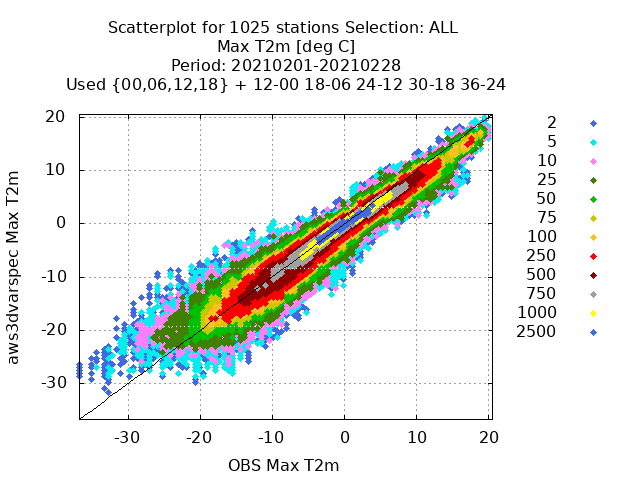 Scatterplot for 1025 stations Selection: ALL
Max T2m [deg C]
Period: 20210201-20210228
Used {00,06,12,18} + 12-00 18-06 24-12 30-18 36-24
aws3dvarspec Max T2m
20
10
0
-10
-20
-30
-30 -20 -10 0 10 20
OBS Max T2m
2
5
10
25
50
75
100
250
500
750
1000
2500